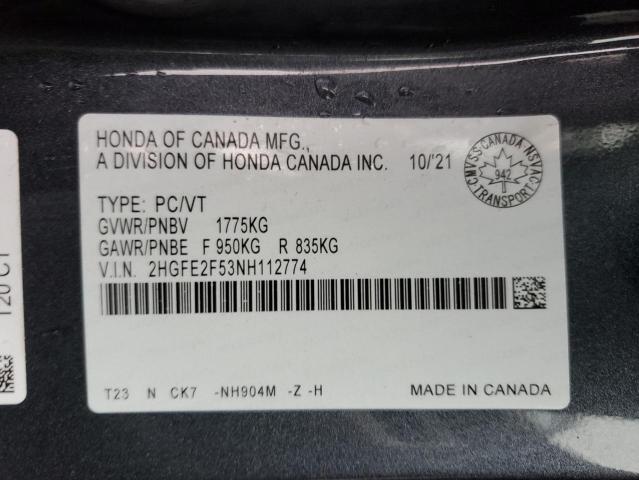 HONDA OF CANADA MFG.,
A DIVISION OF HONDA CANADA INC. 10/'21
CMVSS·CANADA·NSVAC
942
TRANSPORT
TYPE: PC/VT
GVWR/PNBV 1775KG
GAWR/PNBE F 950KG R 835KG
V.I.N. 2HGFE2F53NH112774
T23 N CK7 -NH904M -Z -H MADE IN CANADA